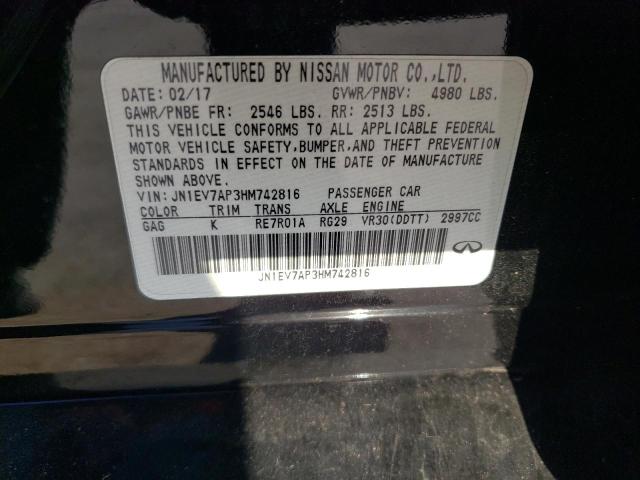 MANUFACTURED BY NISSAN MOTOR CO.,LTD.
DATE: 02/17 GVWR/PNBV: 4980 LBS.
GAWR/PNBE FR: 2546 LBS. RR: 2513 LBS.
THIS VEHICLE CONFORMS TO ALL APPLICABLE FEDERAL
MOTOR VEHICLE SAFETY,BUMPER,AND THEFT PREVENTION
STANDARDS IN EFFECT ON THE DATE OF MANUFACTURE
SHOWN ABOVE.
VIN: JN1EV7AP3HM742816 PASSENGER CAR
COLOR TRIM TRANS AXLE ENGINE
GAG K RE7R01A RG29 VR30(DDTT) 2997CC
JN1EV7AP3HM742816